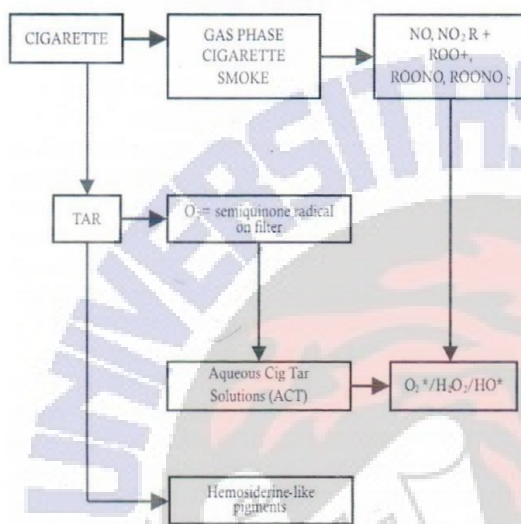 CIGARETTE
GAS PHASE
CIGARETTE
SMOKE
NO, NO₂ R +
ROO+,
ROONO, ROONO₂
TAR
O₂= semiquinone radical
on filter
Aqueous Cig Tar
Solutions (ACT)
O₂*/H₂O₂/HO*
Hemosiderine-like
pigments
UNIVERSITAS